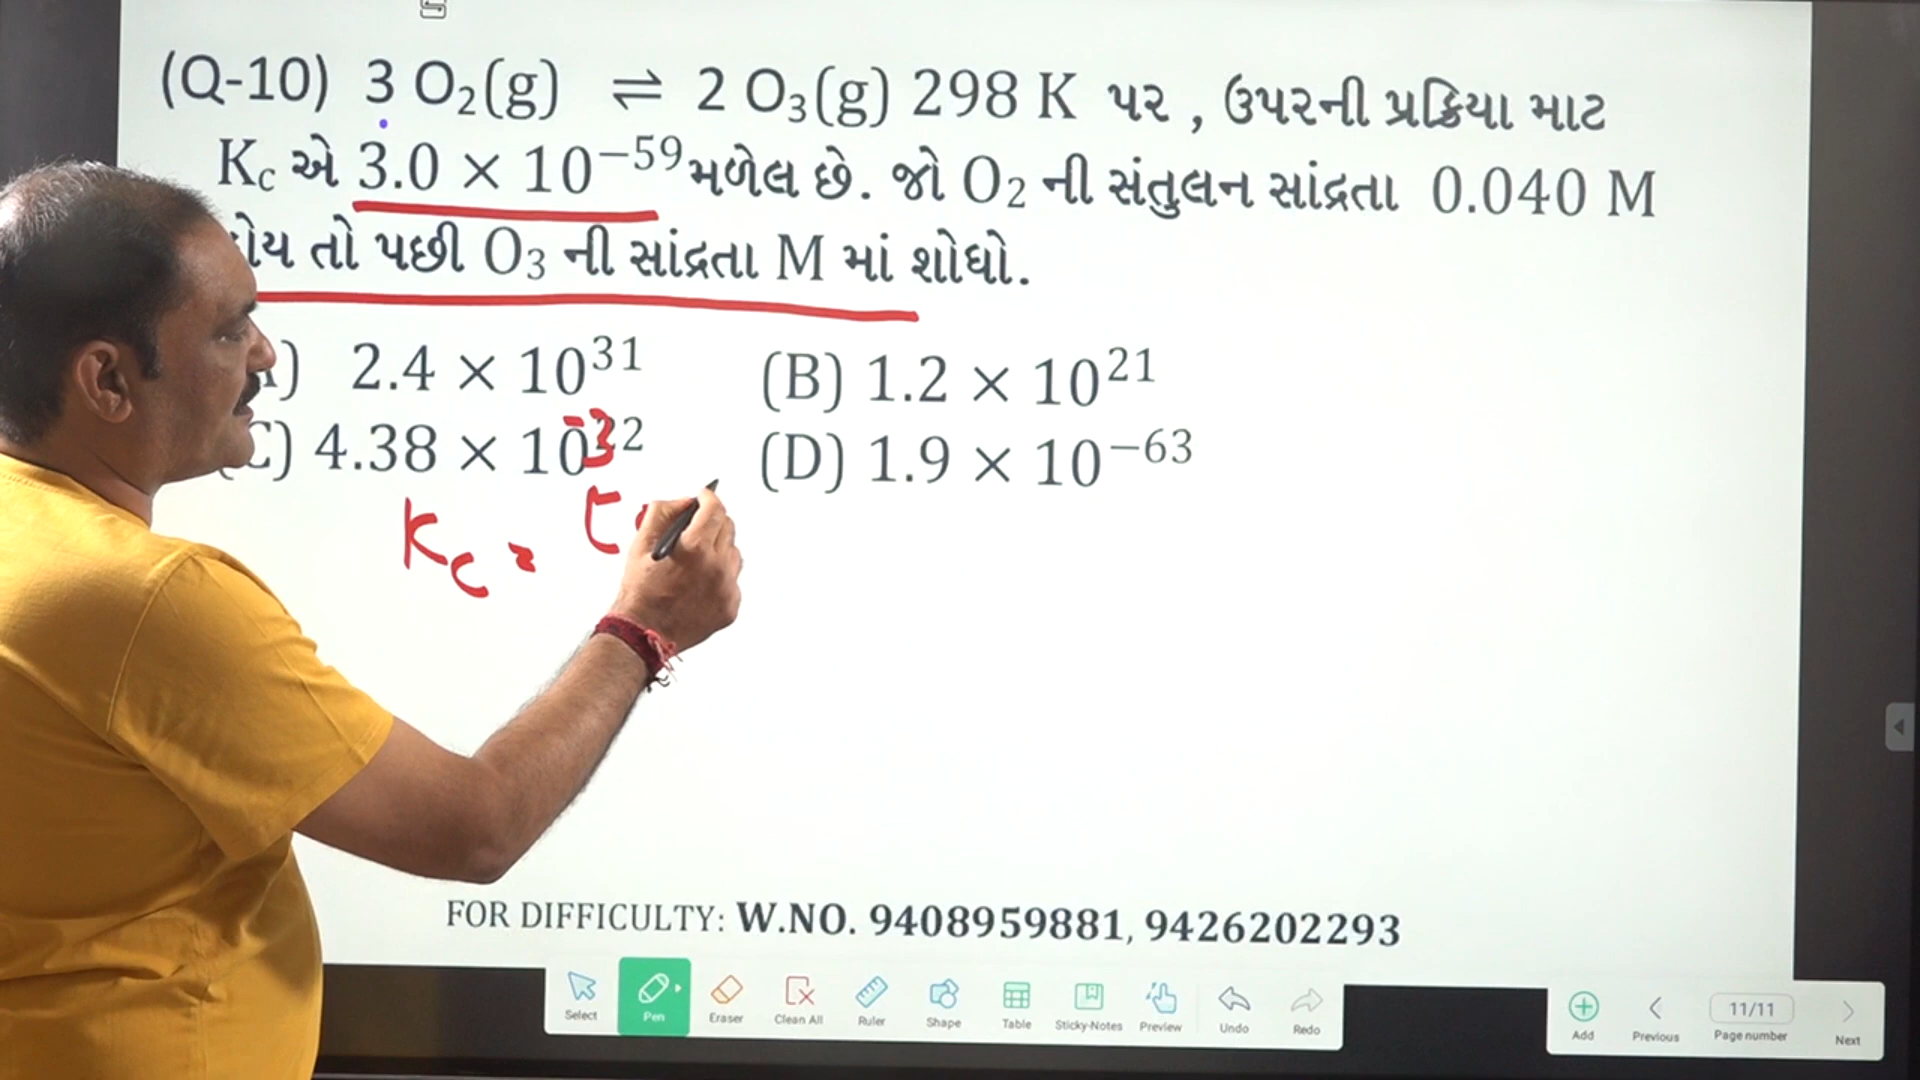 (Q-10) 3 O₂(g) ⇌ 2 O₃(g) 298 K પર , ઉપરની પ્રક્રિયા માટ
K꜀ એ 3.0 × 10⁻⁵⁹ મળેલ છે. જો O₂ ની સંતુલન સાંદ્રતા 0.040 M
તો પછી O₃ ની સાંદ્રતા M માં શોધો.
2.4 × 10³¹ (B) 1.2 × 10²¹
C) 4.38 × 10⁻³² (D) 1.9 × 10⁻⁶³
Kc =
FOR DIFFICULTY: W.NO. 9408959881, 9426202293
Select Pen Eraser Clean All Ruler Shape Table Sticky-Notes Preview Undo Redo
Add Previous 11/11 Page number Next